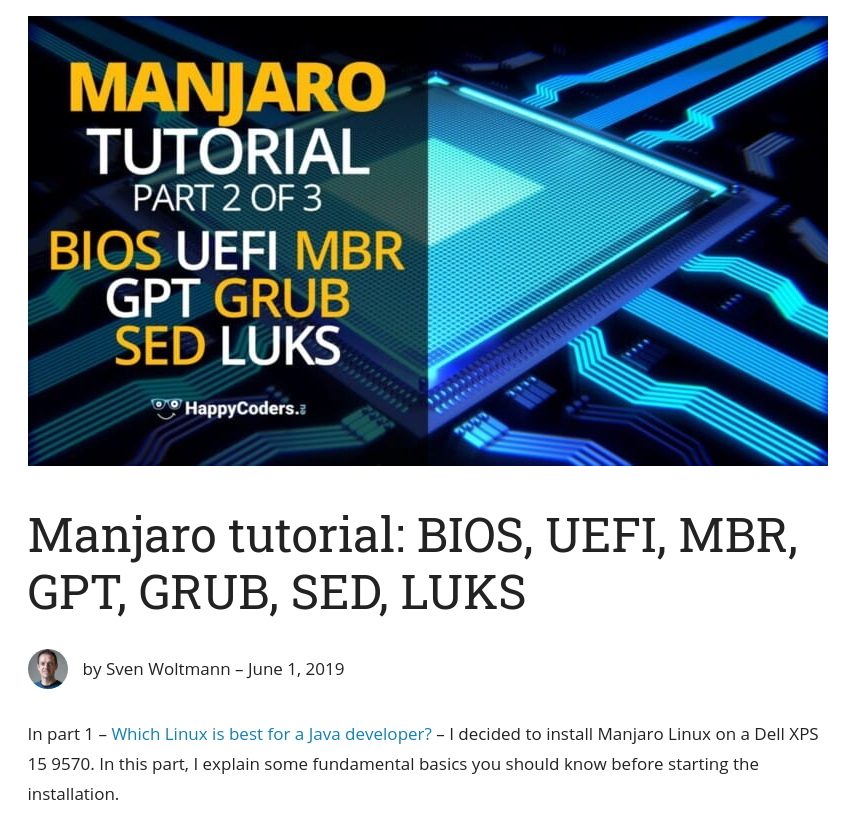 MANJARO
TUTORIAL
PART 2 OF 3
BIOS UEFI MBR
GPT GRUB
SED LUKS
HappyCoders.eu
Manjaro tutorial: BIOS, UEFI, MBR,
GPT, GRUB, SED, LUKS
by Sven Woltmann – June 1, 2019
In part 1 – Which Linux is best for a Java developer? – I decided to install Manjaro Linux on a Dell XPS
15 9570. In this part, I explain some fundamental basics you should know before starting the
installation.